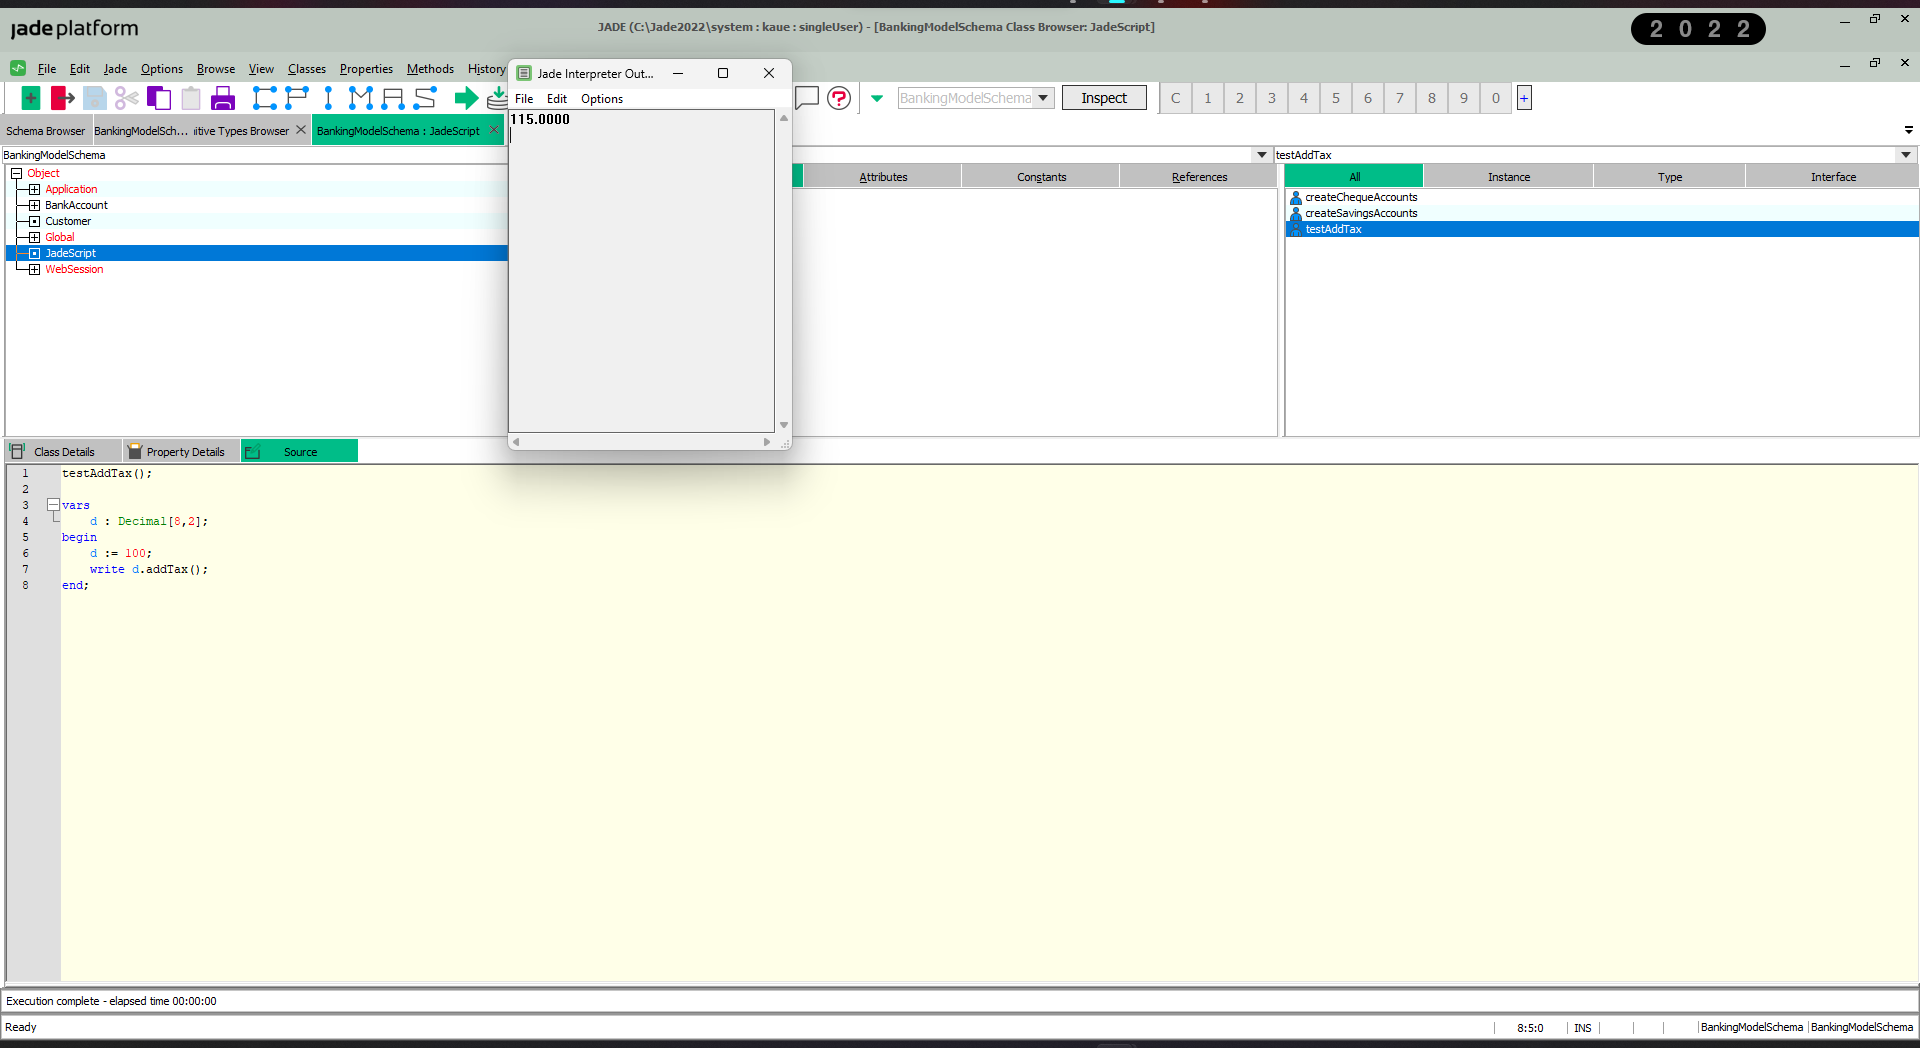 jade platform
JADE (C:\Jade2022\system : kaue : singleUser) - [BankingModelSchema Class Browser: JadeScript]
2022
File Edit Jade Options Browse View Classes Properties Methods History
Jade Interpreter Out...
File Edit Options
115.0000
BankingModelSchema
Inspect
C 1 2 3 4 5 6 7 8 9 0 +
Schema Browser
BankingModelSch... itive Types Browser
BankingModelSchema : JadeScript
BankingModelSchema
testAddTax
Object
Application
BankAccount
Customer
Global
JadeScript
WebSession
Attributes
Constants
References
All
Instance
Type
Interface
createChequeAccounts
createSavingsAccounts
testAddTax
Class Details
Property Details
Source
1 testAddTax();
2
3 vars
4 d : Decimal[8,2];
5 begin
6 d := 100;
7 write d.addTax();
8 end;
Execution complete - elapsed time 00:00:00
Ready
8:5:0
INS
BankingModelSchema
BankingModelSchema